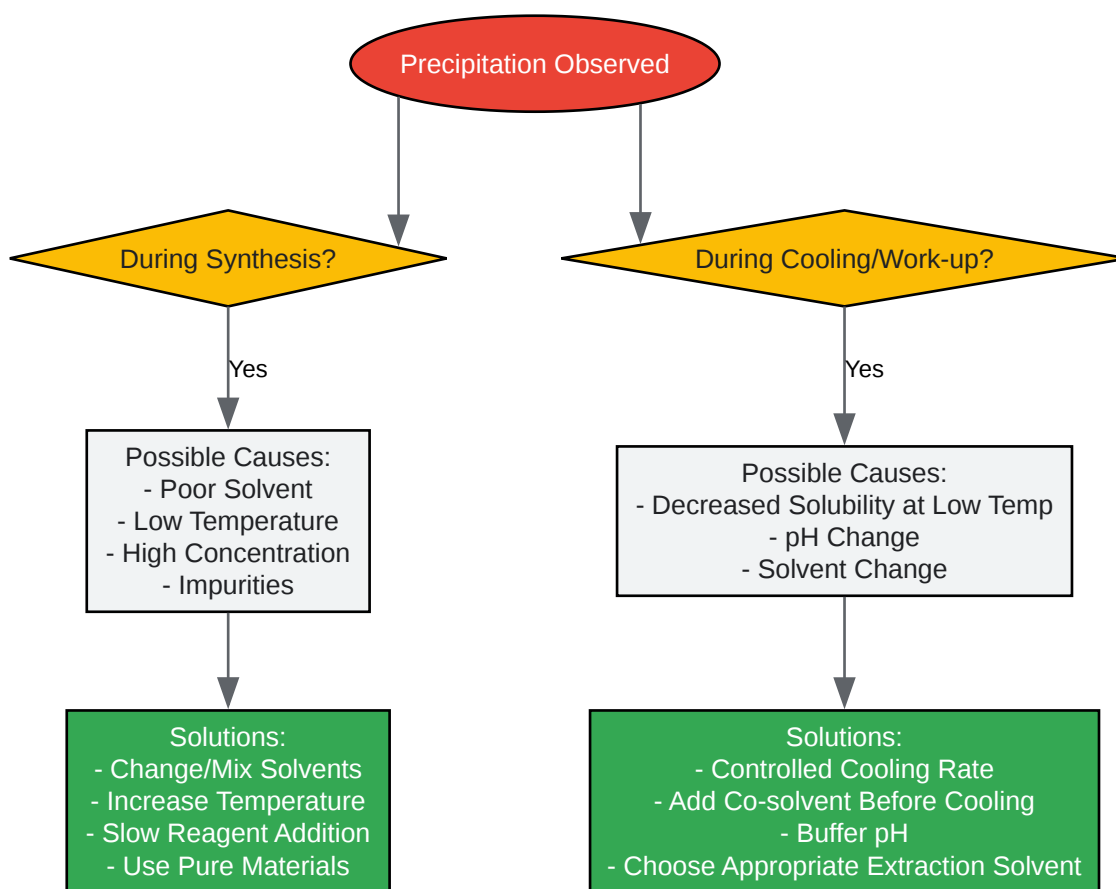 Precipitation Observed
During Synthesis?
During Cooling/Work-up?
Yes
Yes
Possible Causes:
- Poor Solvent
- Low Temperature
- High Concentration
- Impurities
Possible Causes:
- Decreased Solubility at Low Temp
- pH Change
- Solvent Change
Solutions:
- Change/Mix Solvents
- Increase Temperature
- Slow Reagent Addition
- Use Pure Materials
Solutions:
- Controlled Cooling Rate
- Add Co-solvent Before Cooling
- Buffer pH
- Choose Appropriate Extraction Solvent